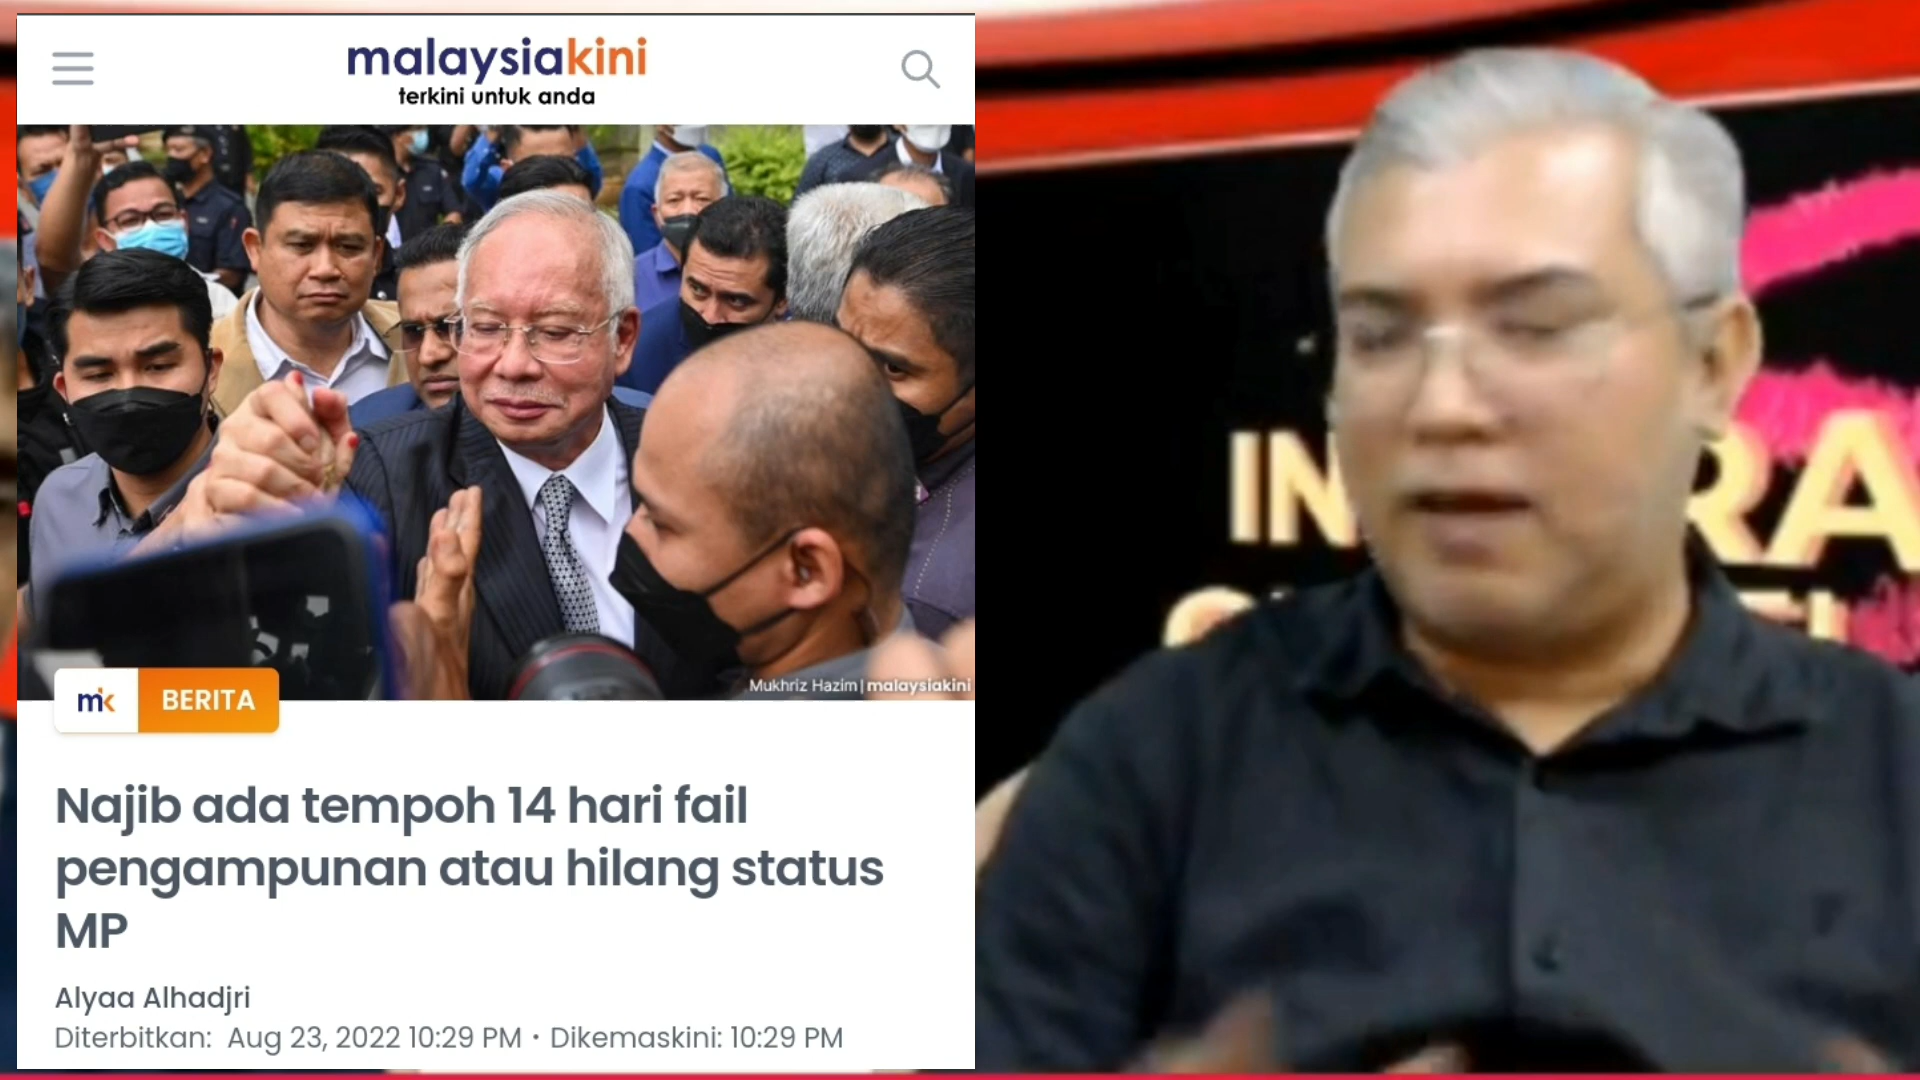 malaysiakini
terkini untuk anda
Mukhriz Hazim | malaysiakini
mk BERITA
Najib ada tempoh 14 hari fail
pengampunan atau hilang status
MP
Alyaa Alhadjri
Diterbitkan: Aug 23, 2022 10:29 PM · Dikemaskini: 10:29 PM